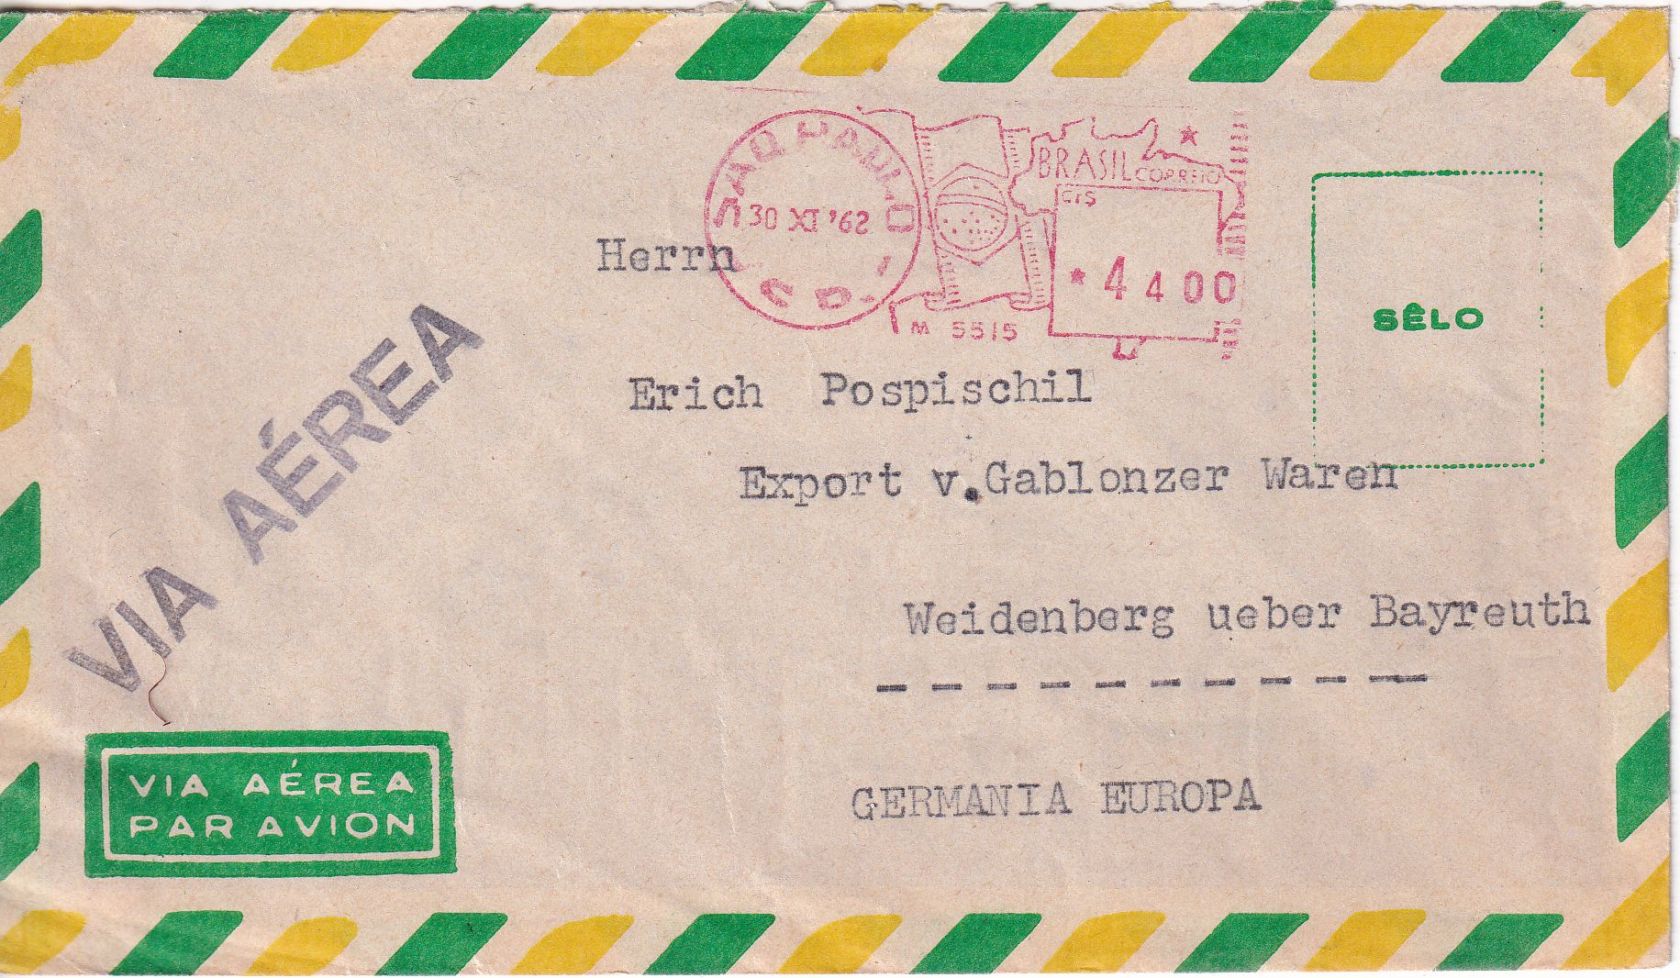 SÃO PAULO
30 XI '62
BRASIL CORREIO
CrS
*4400
M 5515
SÊLO
Herrn
Erich Pospischil
Export v.Gablonzer Waren
Weidenberg ueber Bayreuth
GERMANIA EUROPA
VIA AÉREA
VIA AÉREA
PAR AVION